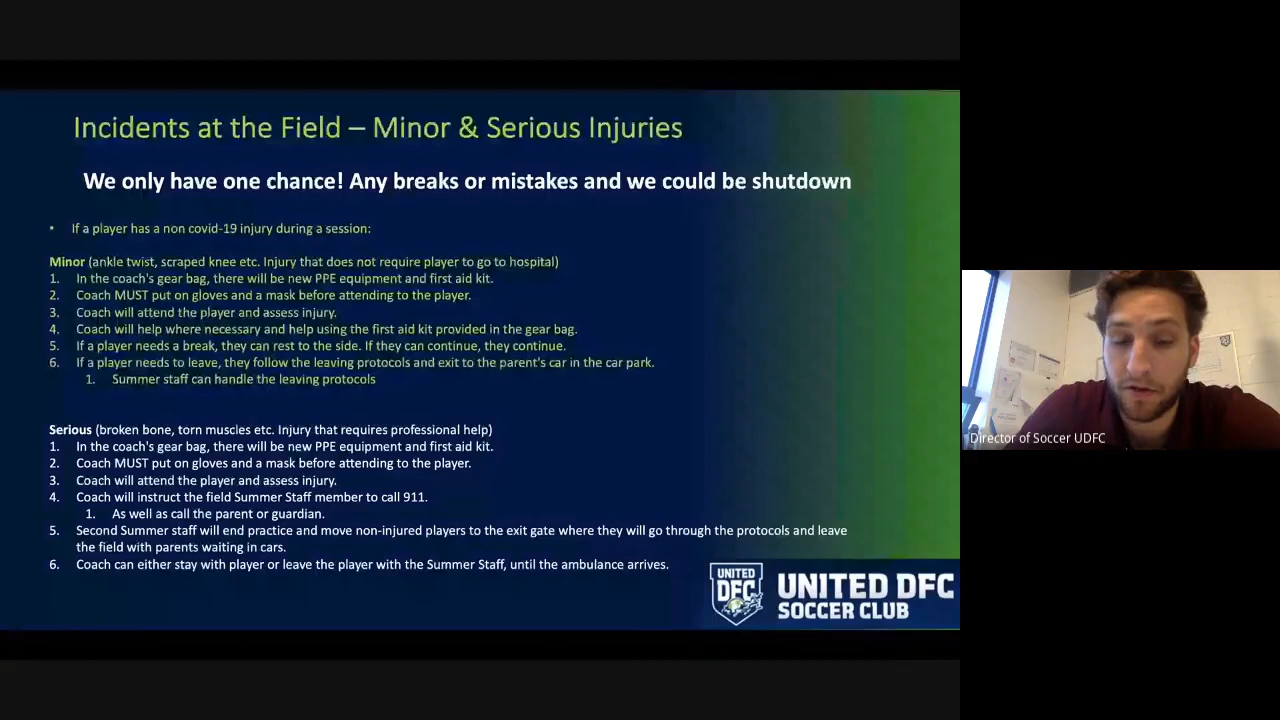 Incidents at the Field – Minor & Serious Injuries
We only have one chance! Any breaks or mistakes and we could be shutdown
• If a player has a non covid-19 injury during a session:
Minor (ankle twist, scraped knee etc. Injury that does not require player to go to hospital)
1. In the coach's gear bag, there will be new PPE equipment and first aid kit.
2. Coach MUST put on gloves and a mask before attending to the player.
3. Coach will attend the player and assess injury.
4. Coach will help where necessary and help using the first aid kit provided in the gear bag.
5. If a player needs a break, they can rest to the side. If they can continue, they continue.
6. If a player needs to leave, they follow the leaving protocols and exit to the parent's car in the car park.
1. Summer staff can handle the leaving protocols
Serious (broken bone, torn muscles etc. Injury that requires professional help)
1. In the coach's gear bag, there will be new PPE equipment and first aid kit.
2. Coach MUST put on gloves and a mask before attending to the player.
3. Coach will attend the player and assess injury.
4. Coach will instruct the field Summer Staff member to call 911.
1. As well as call the parent or guardian.
5. Second Summer staff will end practice and move non-injured players to the exit gate where they will go through the protocols and leave
the field with parents waiting in cars.
6. Coach can either stay with player or leave the player with the Summer Staff, until the ambulance arrives.
UNITED
DFC
UNITED DFC
SOCCER CLUB
Director of Soccer UDFC